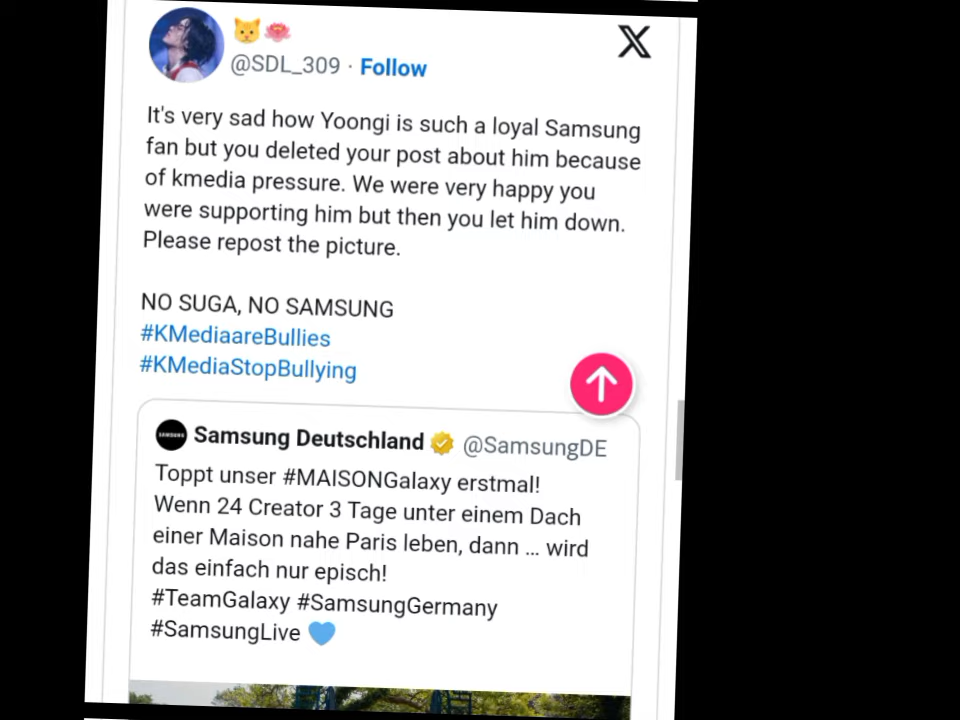 @SDL_309 · Follow
It's very sad how Yoongi is such a loyal Samsung
fan but you deleted your post about him because
of kmedia pressure. We were very happy you
were supporting him but then you let him down.
Please repost the picture.
NO SUGA, NO SAMSUNG
#KMediaareBullies
#KMediaStopBullying
SAMSUNG
Samsung Deutschland @SamsungDE
Toppt unser #MAISONGalaxy erstmal!
Wenn 24 Creator 3 Tage unter einem Dach
einer Maison nahe Paris leben, dann ... wird
das einfach nur episch!
#TeamGalaxy #SamsungGermany
#SamsungLive